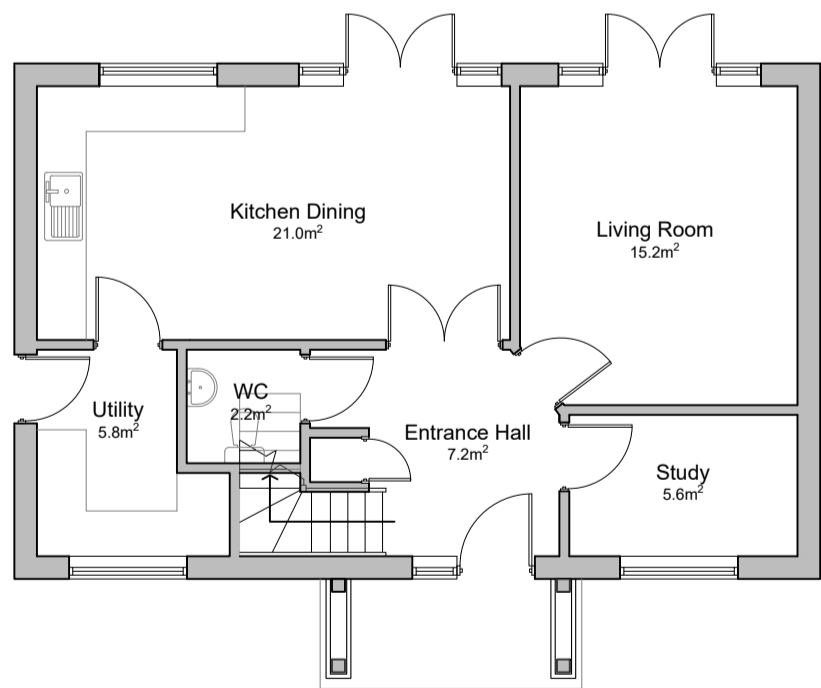 Kitchen Dining
21.0m²
Living Room
15.2m²
WC
2.2m²
Utility
5.8m²
Entrance Hall
7.2m²
Study
5.6m²